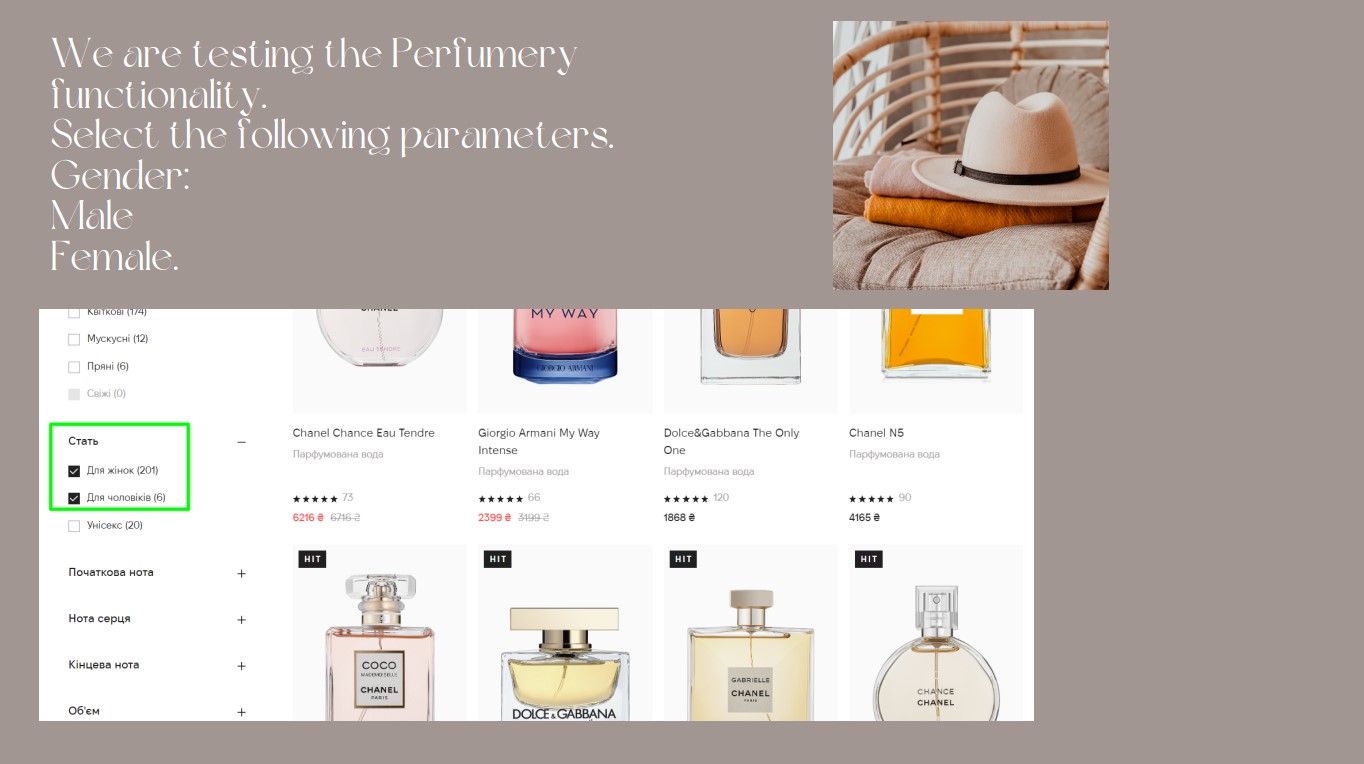 We are testing the Perfumery
functionality.
Select the following parameters.
Gender:
Male
Female.
Квіткові (174)
Мускусні (12)
Пряні (6)
Свіжі (0)
Стать
Для жінок (201)
Для чоловіків (6)
Унісекс (20)
Початкова нота
Нота серця
Кінцева нота
Об'єм
CHANEL
EAU TENDRE
MY WAY
GIORGIO ARMANI
Chanel Chance Eau Tendre
Парфумована вода
73
6216 ₴ 6716 ₴
Giorgio Armani My Way
Intense
Парфумована вода
66
2399 ₴ 3199 ₴
Dolce&Gabbana The Only
One
Парфумована вода
120
1868 ₴
Chanel N5
Парфумована вода
90
4165 ₴
HIT
COCO
MADEMOISELLE
CHANEL
PARIS
HIT
DOLCE & GABBANA
HIT
GABRIELLE
CHANEL
PARIS
HIT
CHANCE
CHANEL